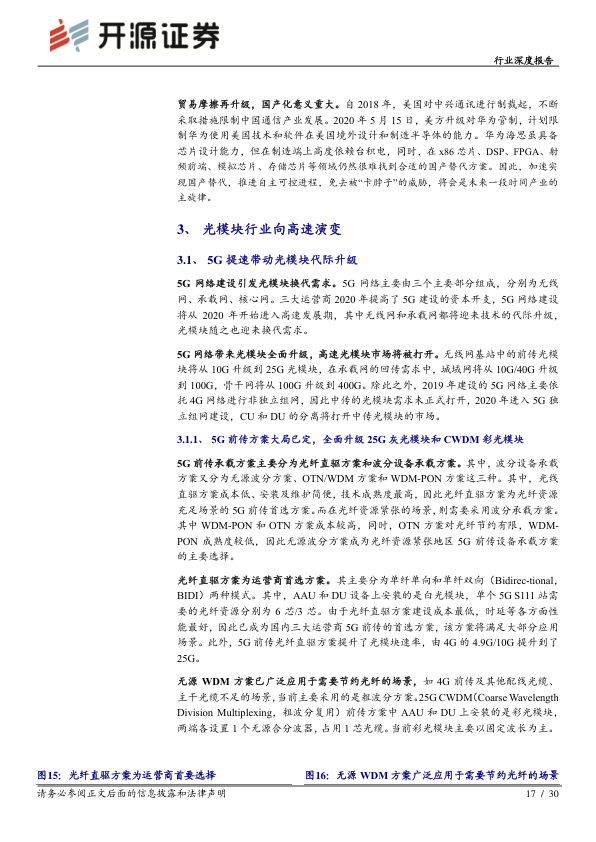 开源证券
行业深度报告
贸易摩擦再升级，国产化意义重大。自 2018 年，美国对中兴通讯进行制裁起，不断
采取措施限制中国通信产业发展。2020 年 5 月 15 日，美方升级对华为管制，计划限
制华为使用美国技术和软件在美国境外设计和制造半导体的能力。华为海思虽具备
芯片设计能力，但在制造端上高度依赖台积电，同时，在 x86 芯片、DSP、FPGA、射
频前端、模拟芯片、存储芯片等领域仍然很难找到合适的国产替代方案。因此，加速实
现国产替代，推进自主可控进程，免去被“卡脖子”的威胁，将会是未来一段时间产业的
主旋律。
3、 光模块行业向高速演变
3.1、 5G 提速带动光模块代际升级
5G 网络建设引发光模块换代需求。5G 网络主要由三个主要部分组成，分别为无线
网、承载网、核心网。三大运营商 2020 年提高了 5G 建设的资本开支，5G 网络建设
将从 2020 年开始进入高速发展期，其中无线网和承载网都将迎来技术的代际升级，
光模块随之也迎来换代需求。
5G 网络带来光模块全面升级，高速光模块市场将被打开。无线网基站中的前传光模
块将从 10G 升级到 25G 光模块，在承载网的回传需求中，城域网将从 10G/40G 升级
到 100G，骨干网将从 100G 升级到 400G。除此之外，2019 年建设的 5G 网络主要依
托 4G 网络进行非独立组网，因此中传的光模块需求未正式打开，2020 年进入 5G 独
立组网建设，CU 和 DU 的分离将打开中传光模块的市场。
3.1.1、 5G 前传方案大局已定，全面升级 25G 灰光模块和 CWDM 彩光模块
5G 前传承载方案主要分为光纤直驱方案和波分设备承载方案。其中，波分设备承载
方案又分为无源波分方案、OTN/WDM 方案和 WDM-PON 方案这三种。其中，光线
直驱方案成本低、安装及维护简便，技术成熟度最高，因此光纤直驱方案为光纤资源
充足场景的 5G 前传首选方案。而在光纤资源紧张的场景，则需要采用波分承载方案。
其中 WDM-PON 和 OTN 方案成本较高，同时，OTN 方案对光纤节约有限，WDM-
PON 成熟度较低，因此无源波分方案成为光纤资源紧张地区 5G 前传设备承载方案
的主要选择。
光纤直驱方案为运营商首选方案。其主要分为单纤单向和单纤双向（Bidirec-tional，
BIDI）两种模式。其中，AAU 和 DU 设备上安装的是白光模块，单个 5G S111 站需
要的光纤资源分别为 6 芯/3 芯。由于光纤直驱方案建设成本最低，时延等各方面性
能最好，因此已成为国内三大运营商 5G 前传的首选方案，该方案将满足大部分应用
场景。此外，5G 前传光纤直驱方案提升了光模块速率，由 4G 的 4.9G/10G 提升到了
25G。
无源 WDM 方案已广泛应用于需要节约光纤的场景，如 4G 前传及其他配线光缆、
主干光缆不足的场景，当前主要采用的是粗波分方案。25G CWDM（Coarse Wavelength
Division Multiplexing，粗波分复用）前传方案中 AAU 和 DU 上安装的是彩光模块，
两端各设置 1 个无源合分波器，占用 1 芯光缆。当前彩光模块主要以固定波长为主。
图15：光纤直驱方案为运营商首要选择
图16：无源 WDM 方案广泛应用于需要节约光纤的场景
请务必参阅正文后面的信息披露和法律声明
17 / 30